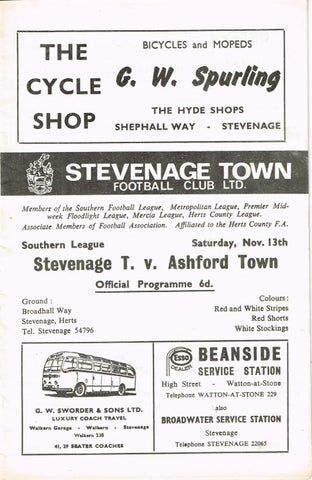 THE
CYCLE
SHOP
BICYCLES and MOPEDS
G. W. Spurling
THE HYDE SHOPS
SHEPHALL WAY - STEVENAGE
STEVENAGE TOWN
FOOTBALL CLUB LTD.
Members of the Southern Football League, Metropolitan League, Premier Mid-
week Floodlight League, Mercia League, Herts County League.
Associate Members of Football Association. Affiliated to the Herts County F.A.
Southern League Saturday, Nov. 13th
Stevenage T. v. Ashford Town
Official Programme 6d.
Ground :
Broadhall Way
Stevenage, Herts
Tel. Stevenage 54796
Colours :
Red and White Stripes
Red Shorts
White Stockings
G. W. SWORDER & SONS LTD.
LUXURY COACH TRAVEL
Walkern Garage - Walkern - Stevenage
Walkern 238
41, 29 SEATER COACHES
Esso
DEALER
BEANSIDE
SERVICE STATION
High Street - Watton-at-Stone
Telephone WATTON-AT-STONE 229
also
BROADWATER SERVICE STATION
Stevenage
Telephone STEVENAGE 22065